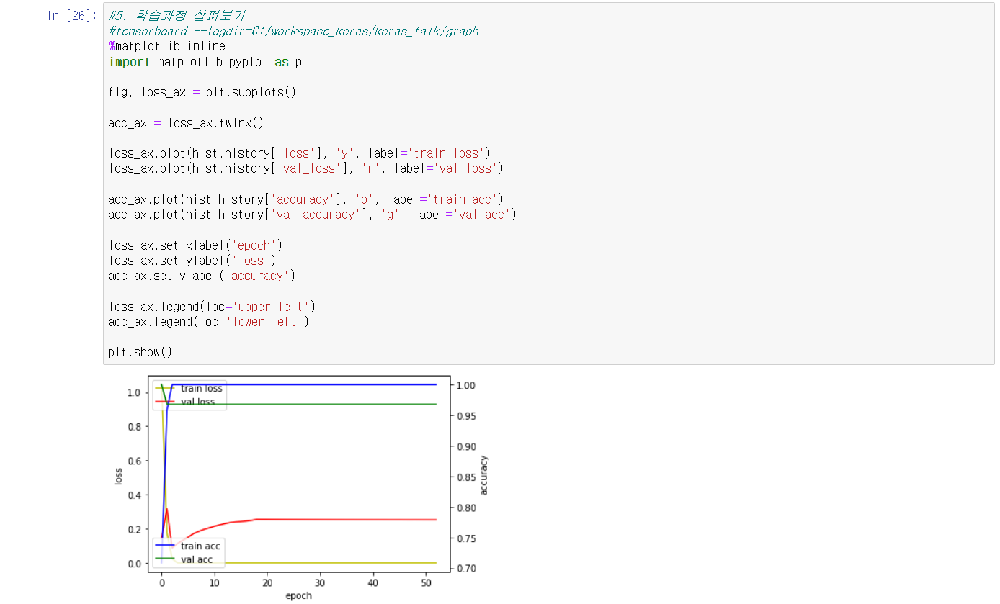 In [26]:
#5. 학습과정 살펴보기
#tensorboard --logdir=C:/workspace_keras/keras_talk/graph
%matplotlib inline
import matplotlib.pyplot as plt
fig, loss_ax = plt.subplots()
acc_ax = loss_ax.twinx()
loss_ax.plot(hist.history['loss'], 'y', label='train loss')
loss_ax.plot(hist.history['val_loss'], 'r', label='val loss')
acc_ax.plot(hist.history['accuracy'], 'b', label='train acc')
acc_ax.plot(hist.history['val_accuracy'], 'g', label='val acc')
loss_ax.set_xlabel('epoch')
loss_ax.set_ylabel('loss')
acc_ax.set_ylabel('accuracy')
loss_ax.legend(loc='upper left')
acc_ax.legend(loc='lower left')
plt.show()
train loss
val loss
train acc
val acc
1.0
0.8
0.6
0.4
0.2
0.0
loss
1.00
0.95
0.90
0.85
0.80
0.75
0.70
accuracy
0 10 20 30 40 50
epoch